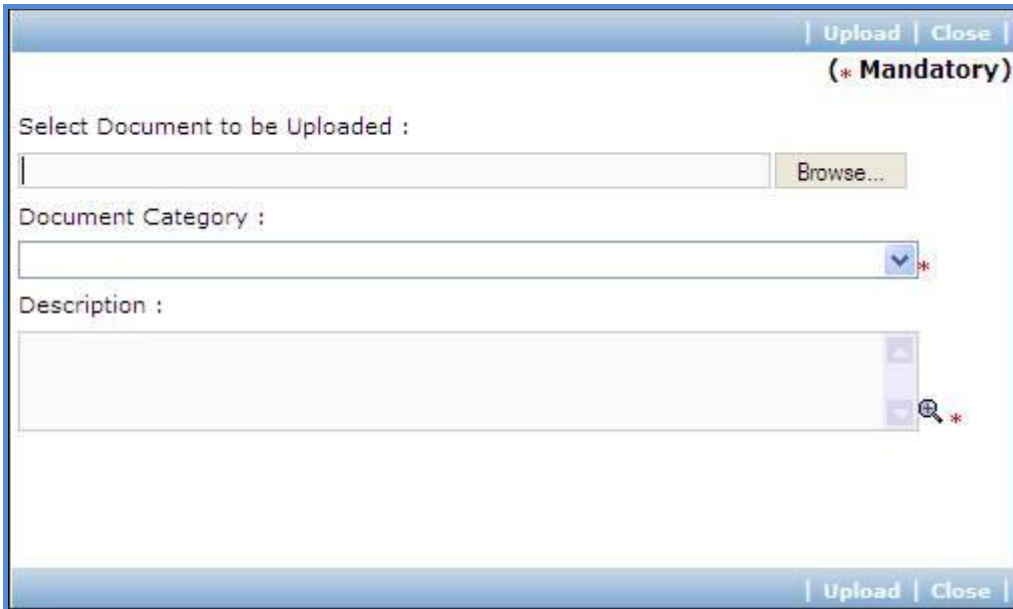 | Upload | Close |
(* Mandatory)
Select Document to be Uploaded :
Browse...
Document Category :
*
Description :
*
| Upload | Close |